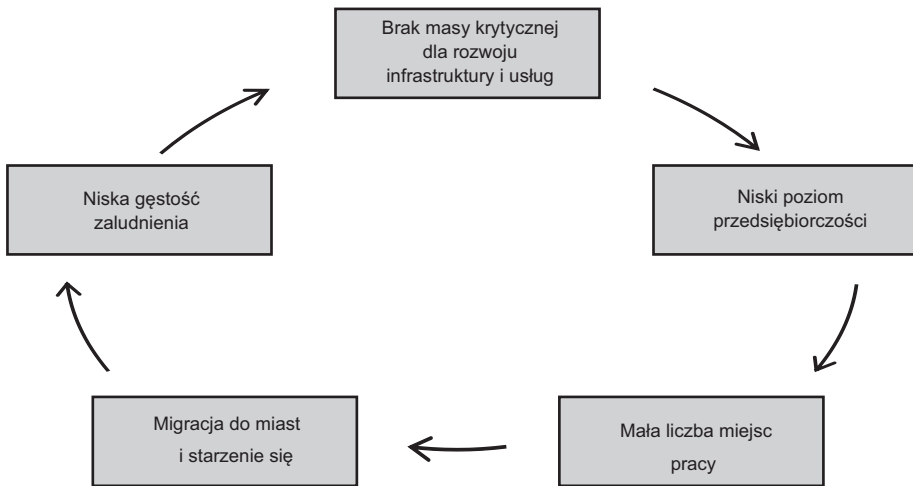 Brak masy krytycznej
dla rozwoju
infrastruktury i usług
Niska gęstość
zaludnienia
Niski poziom
przedsiębiorczości
Migracja do miast
i starzenie się
Mała liczba miejsc
pracy